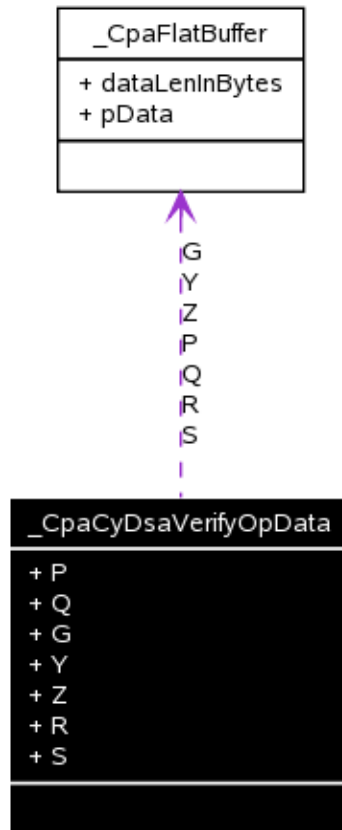 _CpaFlatBuffer
+ dataLenInBytes
+ pData
G
Y
Z
P
Q
R
S
_CpaCyDsaVerifyOpData
+ P
+ Q
+ G
+ Y
+ Z
+ R
+ S